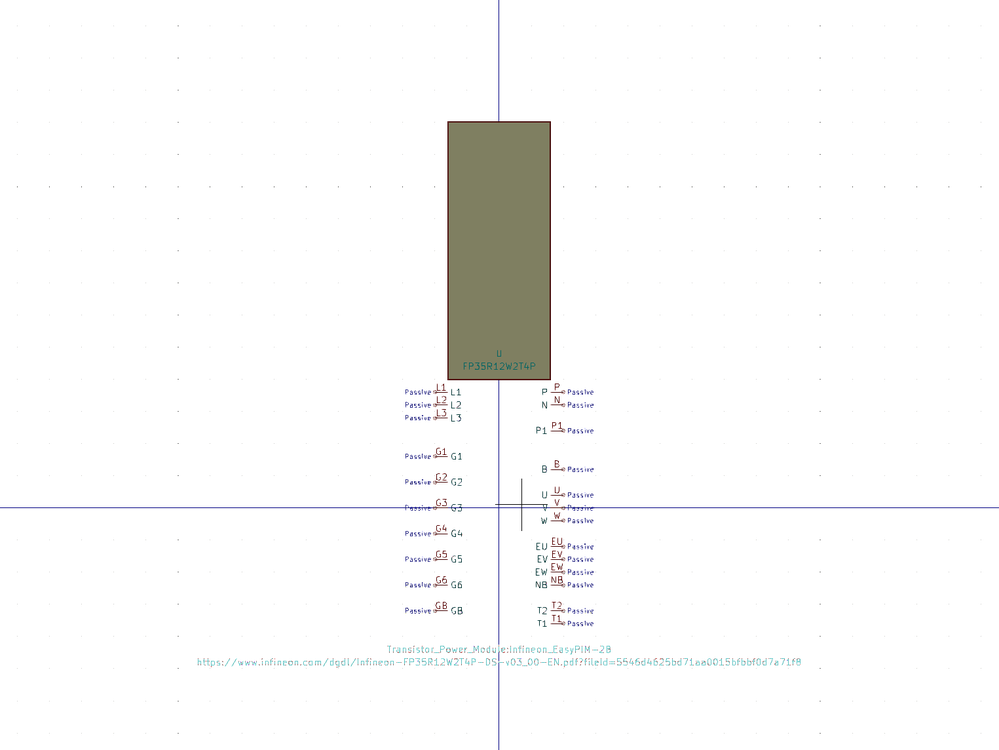 U
FP35R12W2T4P
Passive L1 L1 P P Passive
Passive L2 L2 N N Passive
Passive L3 L3
P1 P1 Passive
Passive G1 G1
B B Passive
Passive G2 G2
U U Passive
Passive G3 G3 V V Passive
W W Passive
Passive G4 G4
EU EU Passive
Passive G5 G5 EV EV Passive
EW EW Passive
Passive G6 G6 NB NB Passive
Passive GB GB T2 T2 Passive
T1 T1 Passive
Transistor_Power_Module:Infineon_EasyPIM-2B
https://www.infineon.com/dgdl/Infineon-FP35R12W2T4P-DS-v03_00-EN.pdf?fileId=5546d4625bd71aa0015bfbbf0d7a71f8